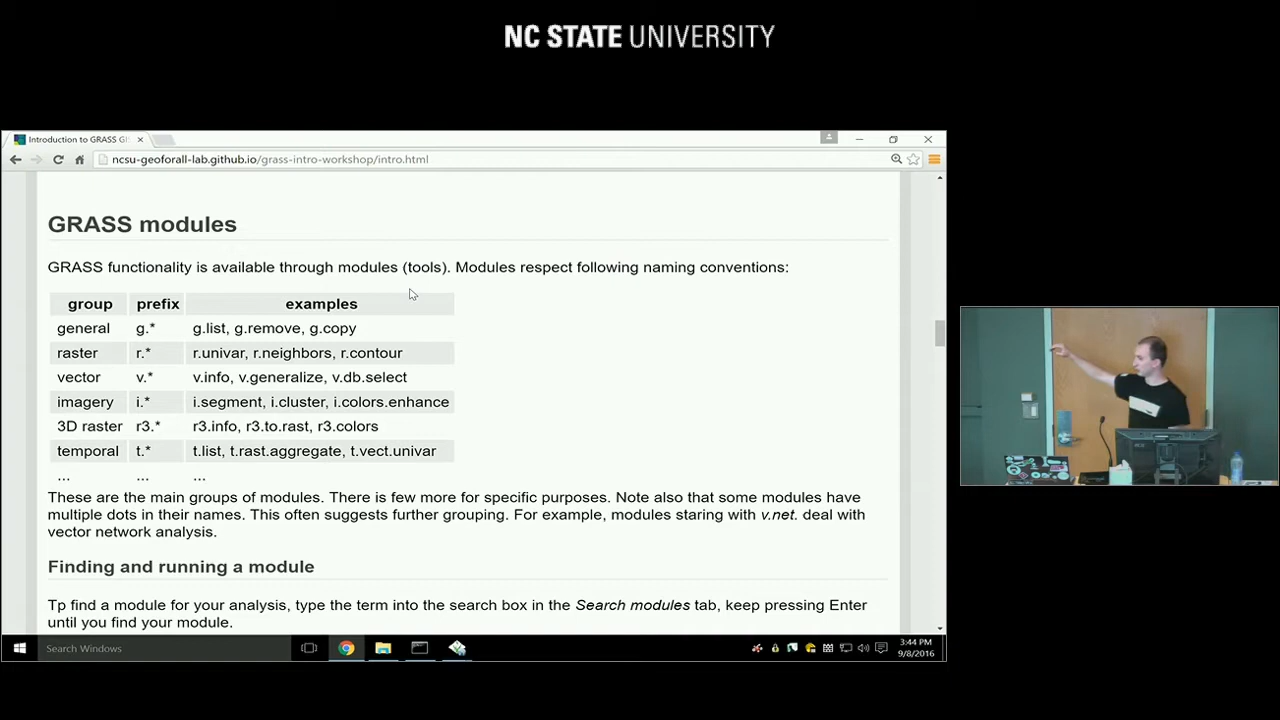 NC STATE UNIVERSITY
Introduction to GRASS GI
ncsu-geoforall-lab.github.io/grass-intro-workshop/intro.html
GRASS modules
GRASS functionality is available through modules (tools). Modules respect following naming conventions:
group prefix examples
general g.* g.list, g.remove, g.copy
raster r.* r.univar, r.neighbors, r.contour
vector v.* v.info, v.generalize, v.db.select
imagery i.* i.segment, i.cluster, i.colors.enhance
3D raster r3.* r3.info, r3.to.rast, r3.colors
temporal t.* t.list, t.rast.aggregate, t.vect.univar
... ... ...
These are the main groups of modules. There is few more for specific purposes. Note also that some modules have
multiple dots in their names. This often suggests further grouping. For example, modules staring with v.net. deal with
vector network analysis.
Finding and running a module
Tp find a module for your analysis, type the term into the search box in the Search modules tab, keep pressing Enter
until you find your module.
Search Windows
3:44 PM
9/8/2016